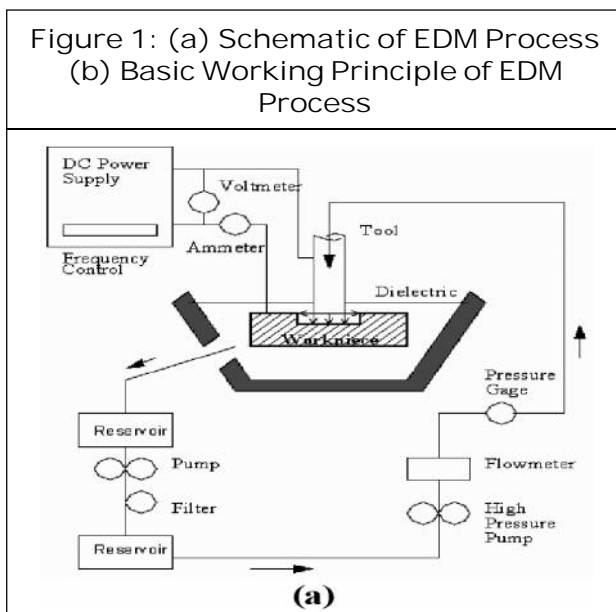 Figure 1: (a) Schematic of EDM Process
(b) Basic Working Principle of EDM
Process
DC Power
Supply
Voltmeter
Ammeter
Frequency
Control
Tool
Dielectric
Workpiece
Pressure
Gage
Reservoir
Pump
Flowmeter
Filter
High
Pressure
Pump
Reservoir
(a)